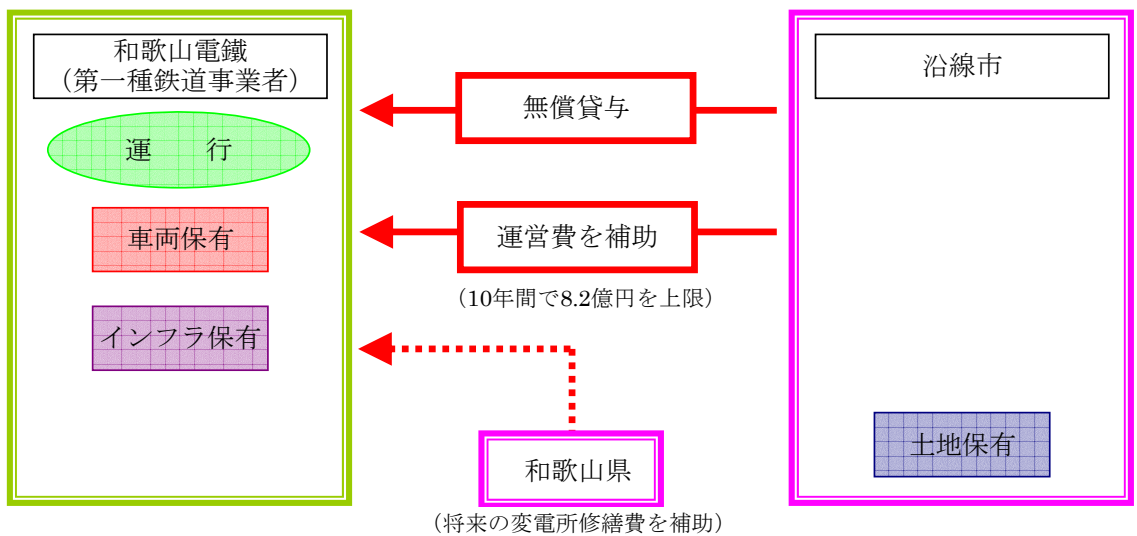 和歌山電鐵
（第一種鉄道事業者）
運　　行
車両保有
インフラ保有
無償貸与
運営費を補助
（10年間で8.2億円を上限）
和歌山県
（将来の変電所修繕費を補助）
沿線市
土地保有